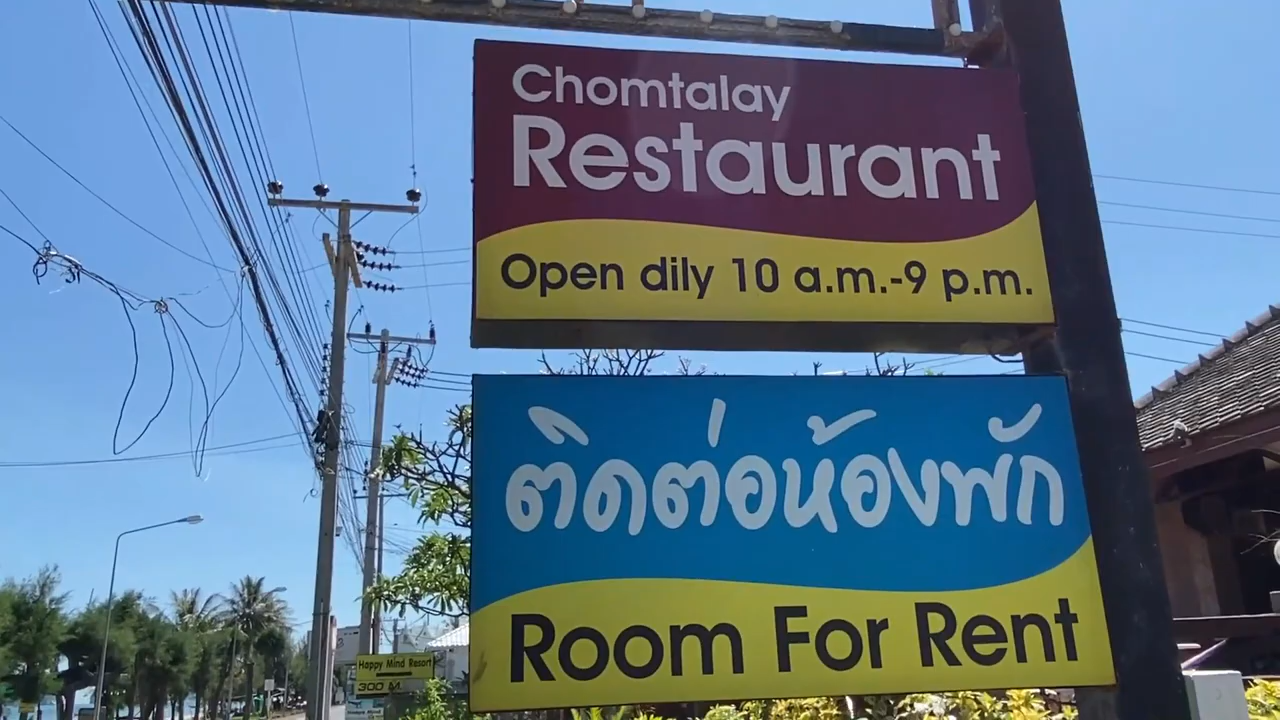 Chomtalay
Restaurant
Open dily 10 a.m.-9 p.m.
ติดต่อห้องพัก
Room For Rent
Happy Mind Resort
300 M.